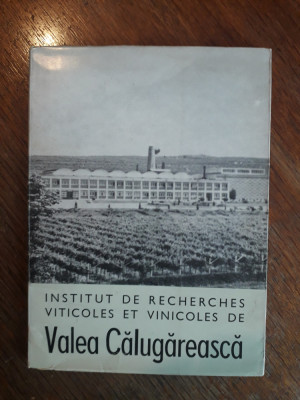 INSTITUT DE RECHERCHES
VITICOLES ET VINICOLES DE
Valea Călugărească